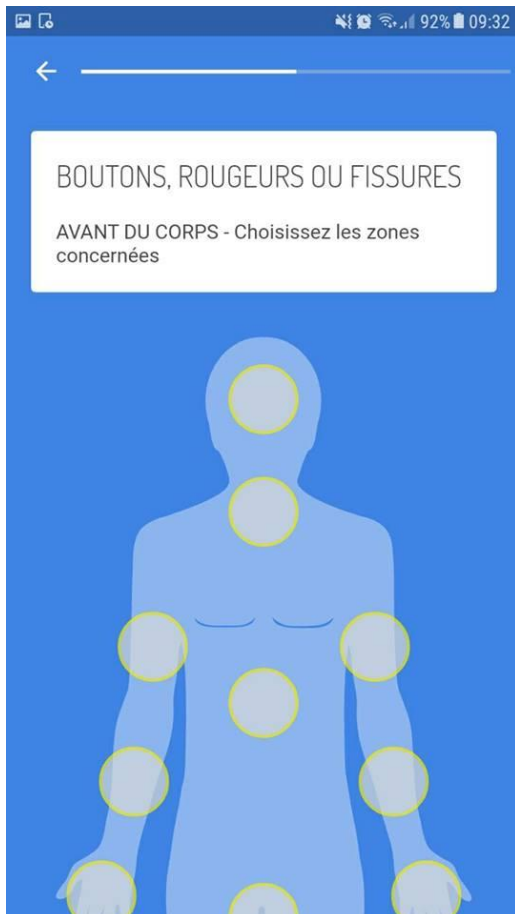 92% 09:32
BOUTONS, ROUGEURS OU FISSURES
AVANT DU CORPS - Choisissez les zones
concernées